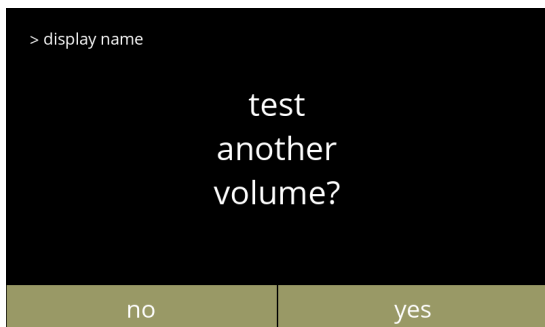 > display name
test
another
volume?
no
yes